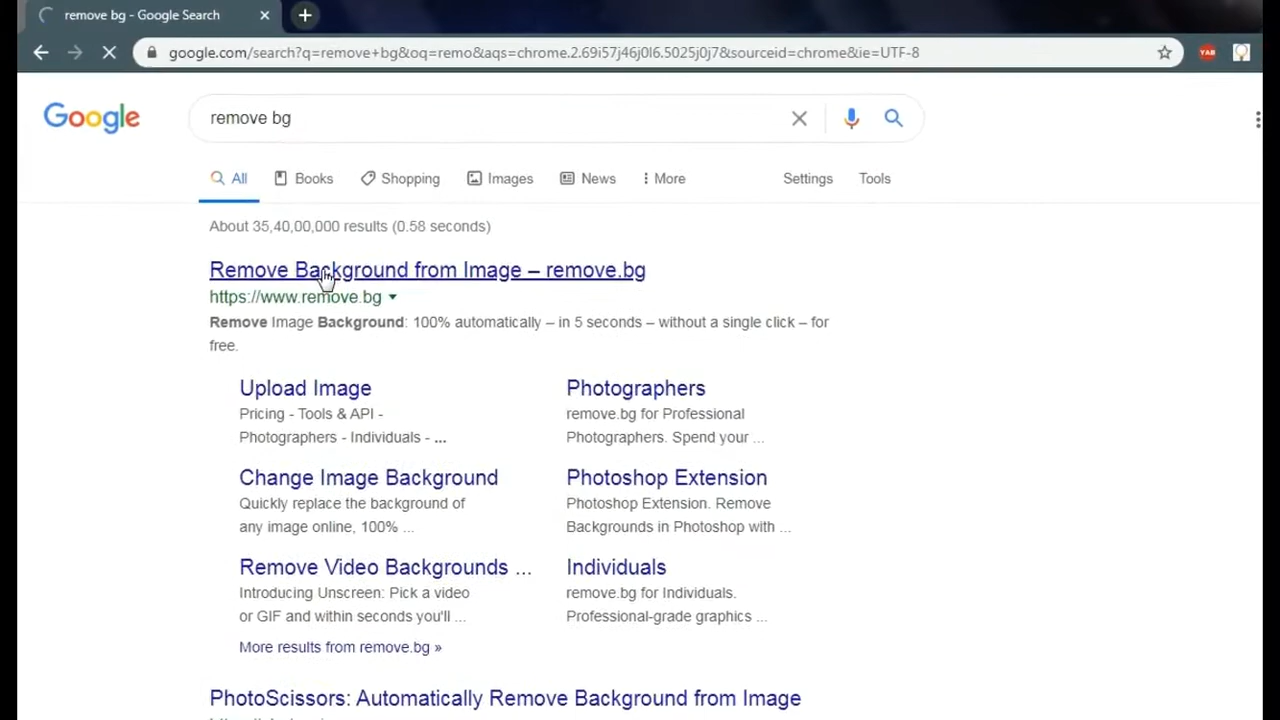 remove bg - Google Search
google.com/search?q=remove+bg&oq=remo&aqs=chrome.2.69i57j46j0l6.5025j0j7&sourceid=chrome&ie=UTF-8
YAB
Google
remove bg
All Books Shopping Images News More Settings Tools
About 35,40,00,000 results (0.58 seconds)
Remove Background from Image – remove.bg
https://www.remove.bg
Remove Image Background: 100% automatically – in 5 seconds – without a single click – for
free.
Upload Image
Pricing - Tools & API -
Photographers - Individuals - ...
Photographers
remove.bg for Professional
Photographers. Spend your ...
Change Image Background
Quickly replace the background of
any image online, 100% ...
Photoshop Extension
Photoshop Extension. Remove
Backgrounds in Photoshop with ...
Remove Video Backgrounds ...
Introducing Unscreen: Pick a video
or GIF and within seconds you'll ...
Individuals
remove.bg for Individuals.
Professional-grade graphics ...
More results from remove.bg »
PhotoScissors: Automatically Remove Background from Image